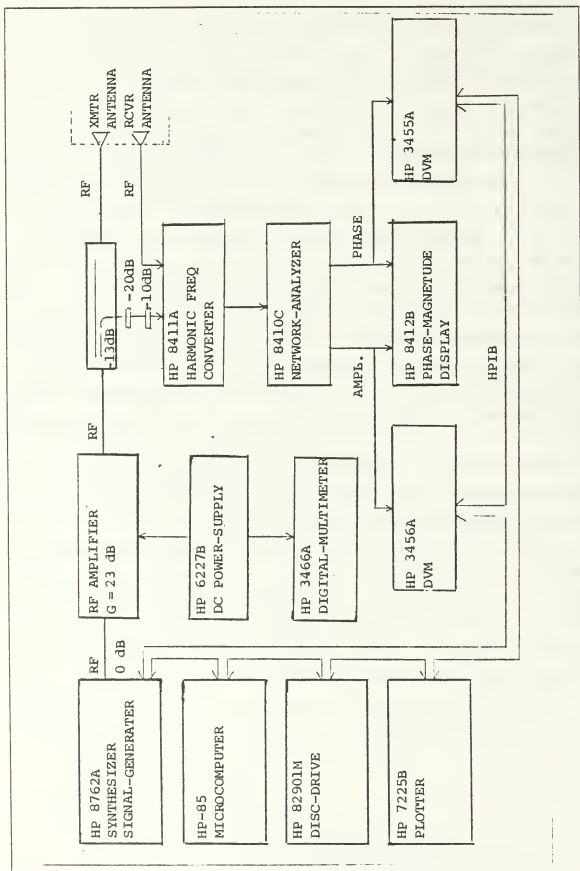 HP 8762A
SYNTHESIZER
SIGNAL-GENERATER
RF
0 dB
RF AMPLIFIER
G = 23 dB
RF
-13dB
-20dB
-10dB
RF
XMTR
ANTENNA
RF
RCVR
ANTENNA
HP-85
MICROCOMPUTER
HP 6227B
DC POWER-SUPPLY
HP 8411A
HARMONIC FREQ
CONVERTER
HP 82901M
DISC-DRIVE
HP 3466A
DIGITAL-MULTIMETER
HP 8410C
NETWORK-ANALYZER
AMPL.
PHASE
HP 7225B
PLOTTER
HP 3456A
DVM
HP 8412B
PHASE-MAGNETUDE
DISPLAY
HP 3455A
DVM
HPIB